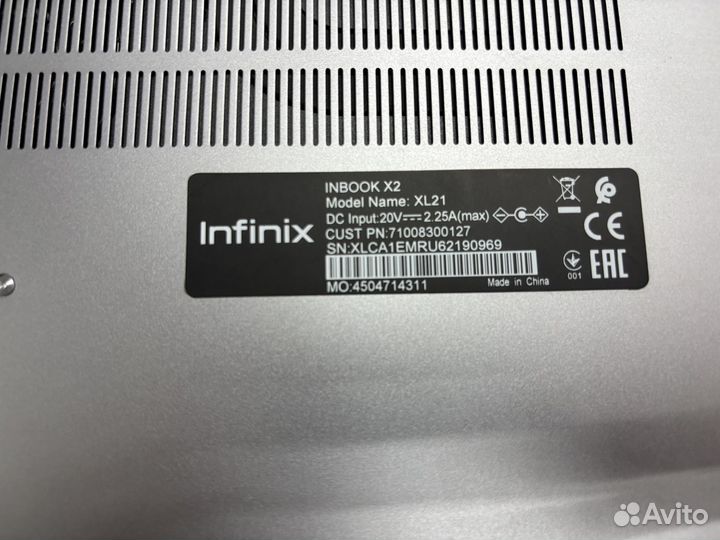 Infinix
INBOOK X2
Model Name: XL21
DC Input:20V⎓2.25A(max)
CUST PN:71008300127
SN:XLCA1EMRU62190969
MO:4504714311
Made in China
CE
001
EAC
Avito